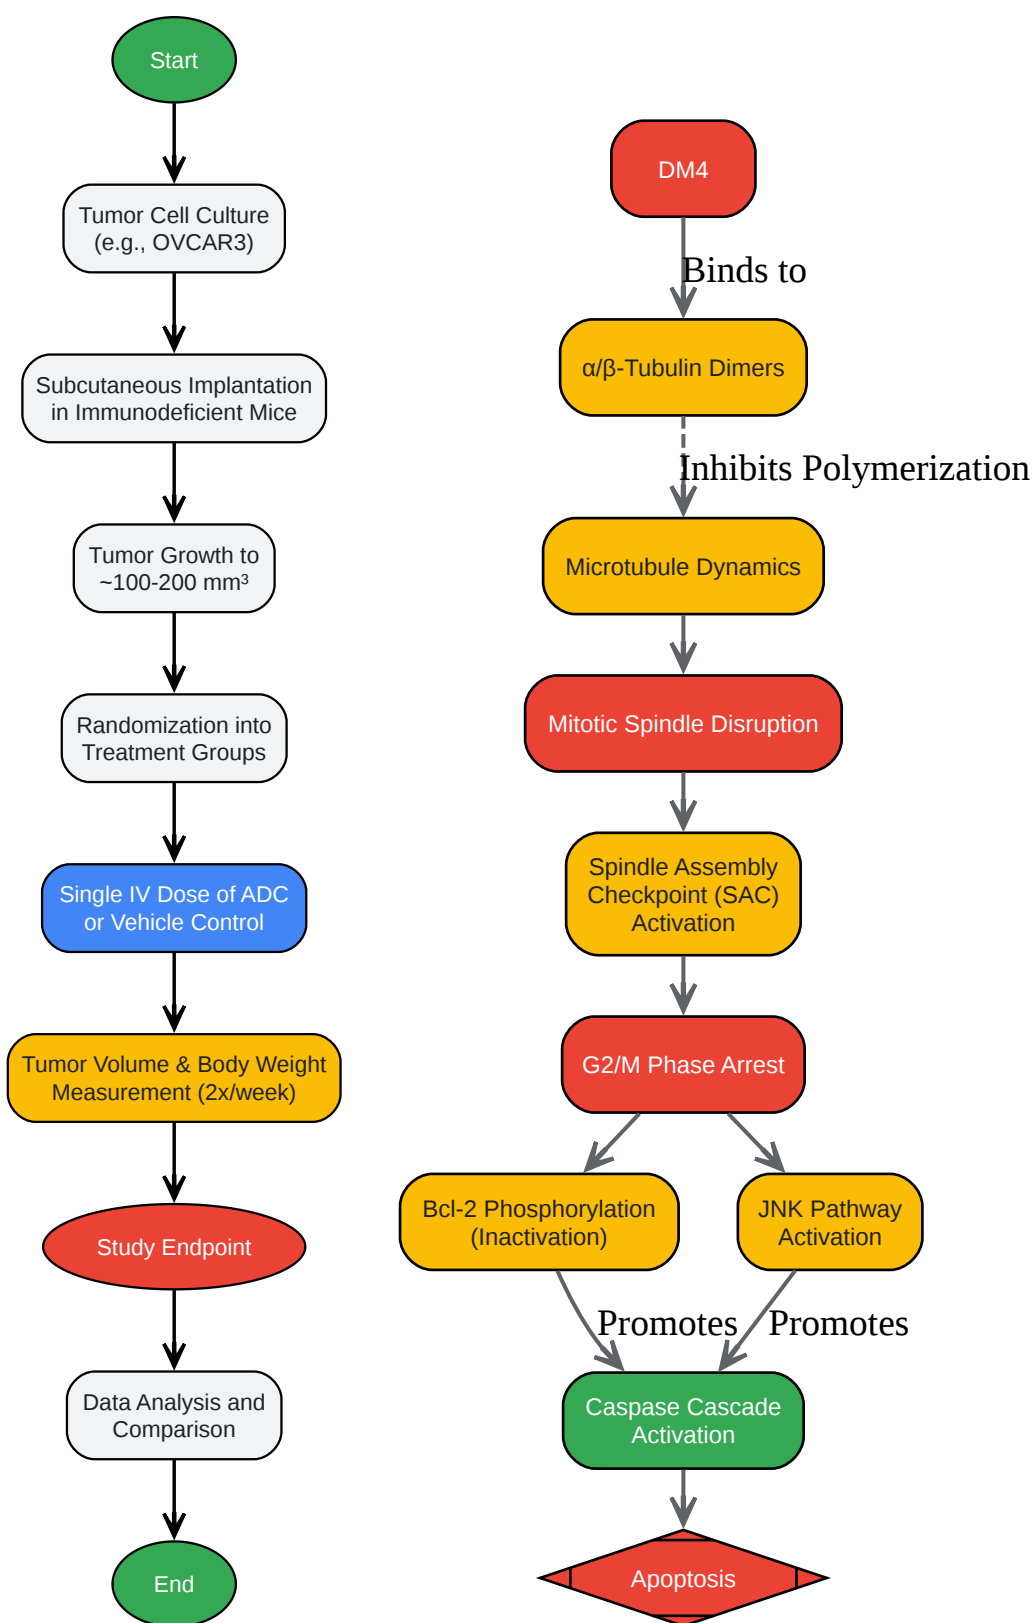 Start
Tumor Cell Culture
(e.g., OVCAR3)
Subcutaneous Implantation
in Immunodeficient Mice
Tumor Growth to
~100-200 mm³
Randomization into
Treatment Groups
Single IV Dose of ADC
or Vehicle Control
Tumor Volume & Body Weight
Measurement (2x/week)
Study Endpoint
Data Analysis and
Comparison
End
DM4
Binds to
α/β-Tubulin Dimers
Inhibits Polymerization
Microtubule Dynamics
Mitotic Spindle Disruption
Spindle Assembly
Checkpoint (SAC)
Activation
G2/M Phase Arrest
Bcl-2 Phosphorylation
(Inactivation)
JNK Pathway
Activation
Promotes
Promotes
Caspase Cascade
Activation
Apoptosis